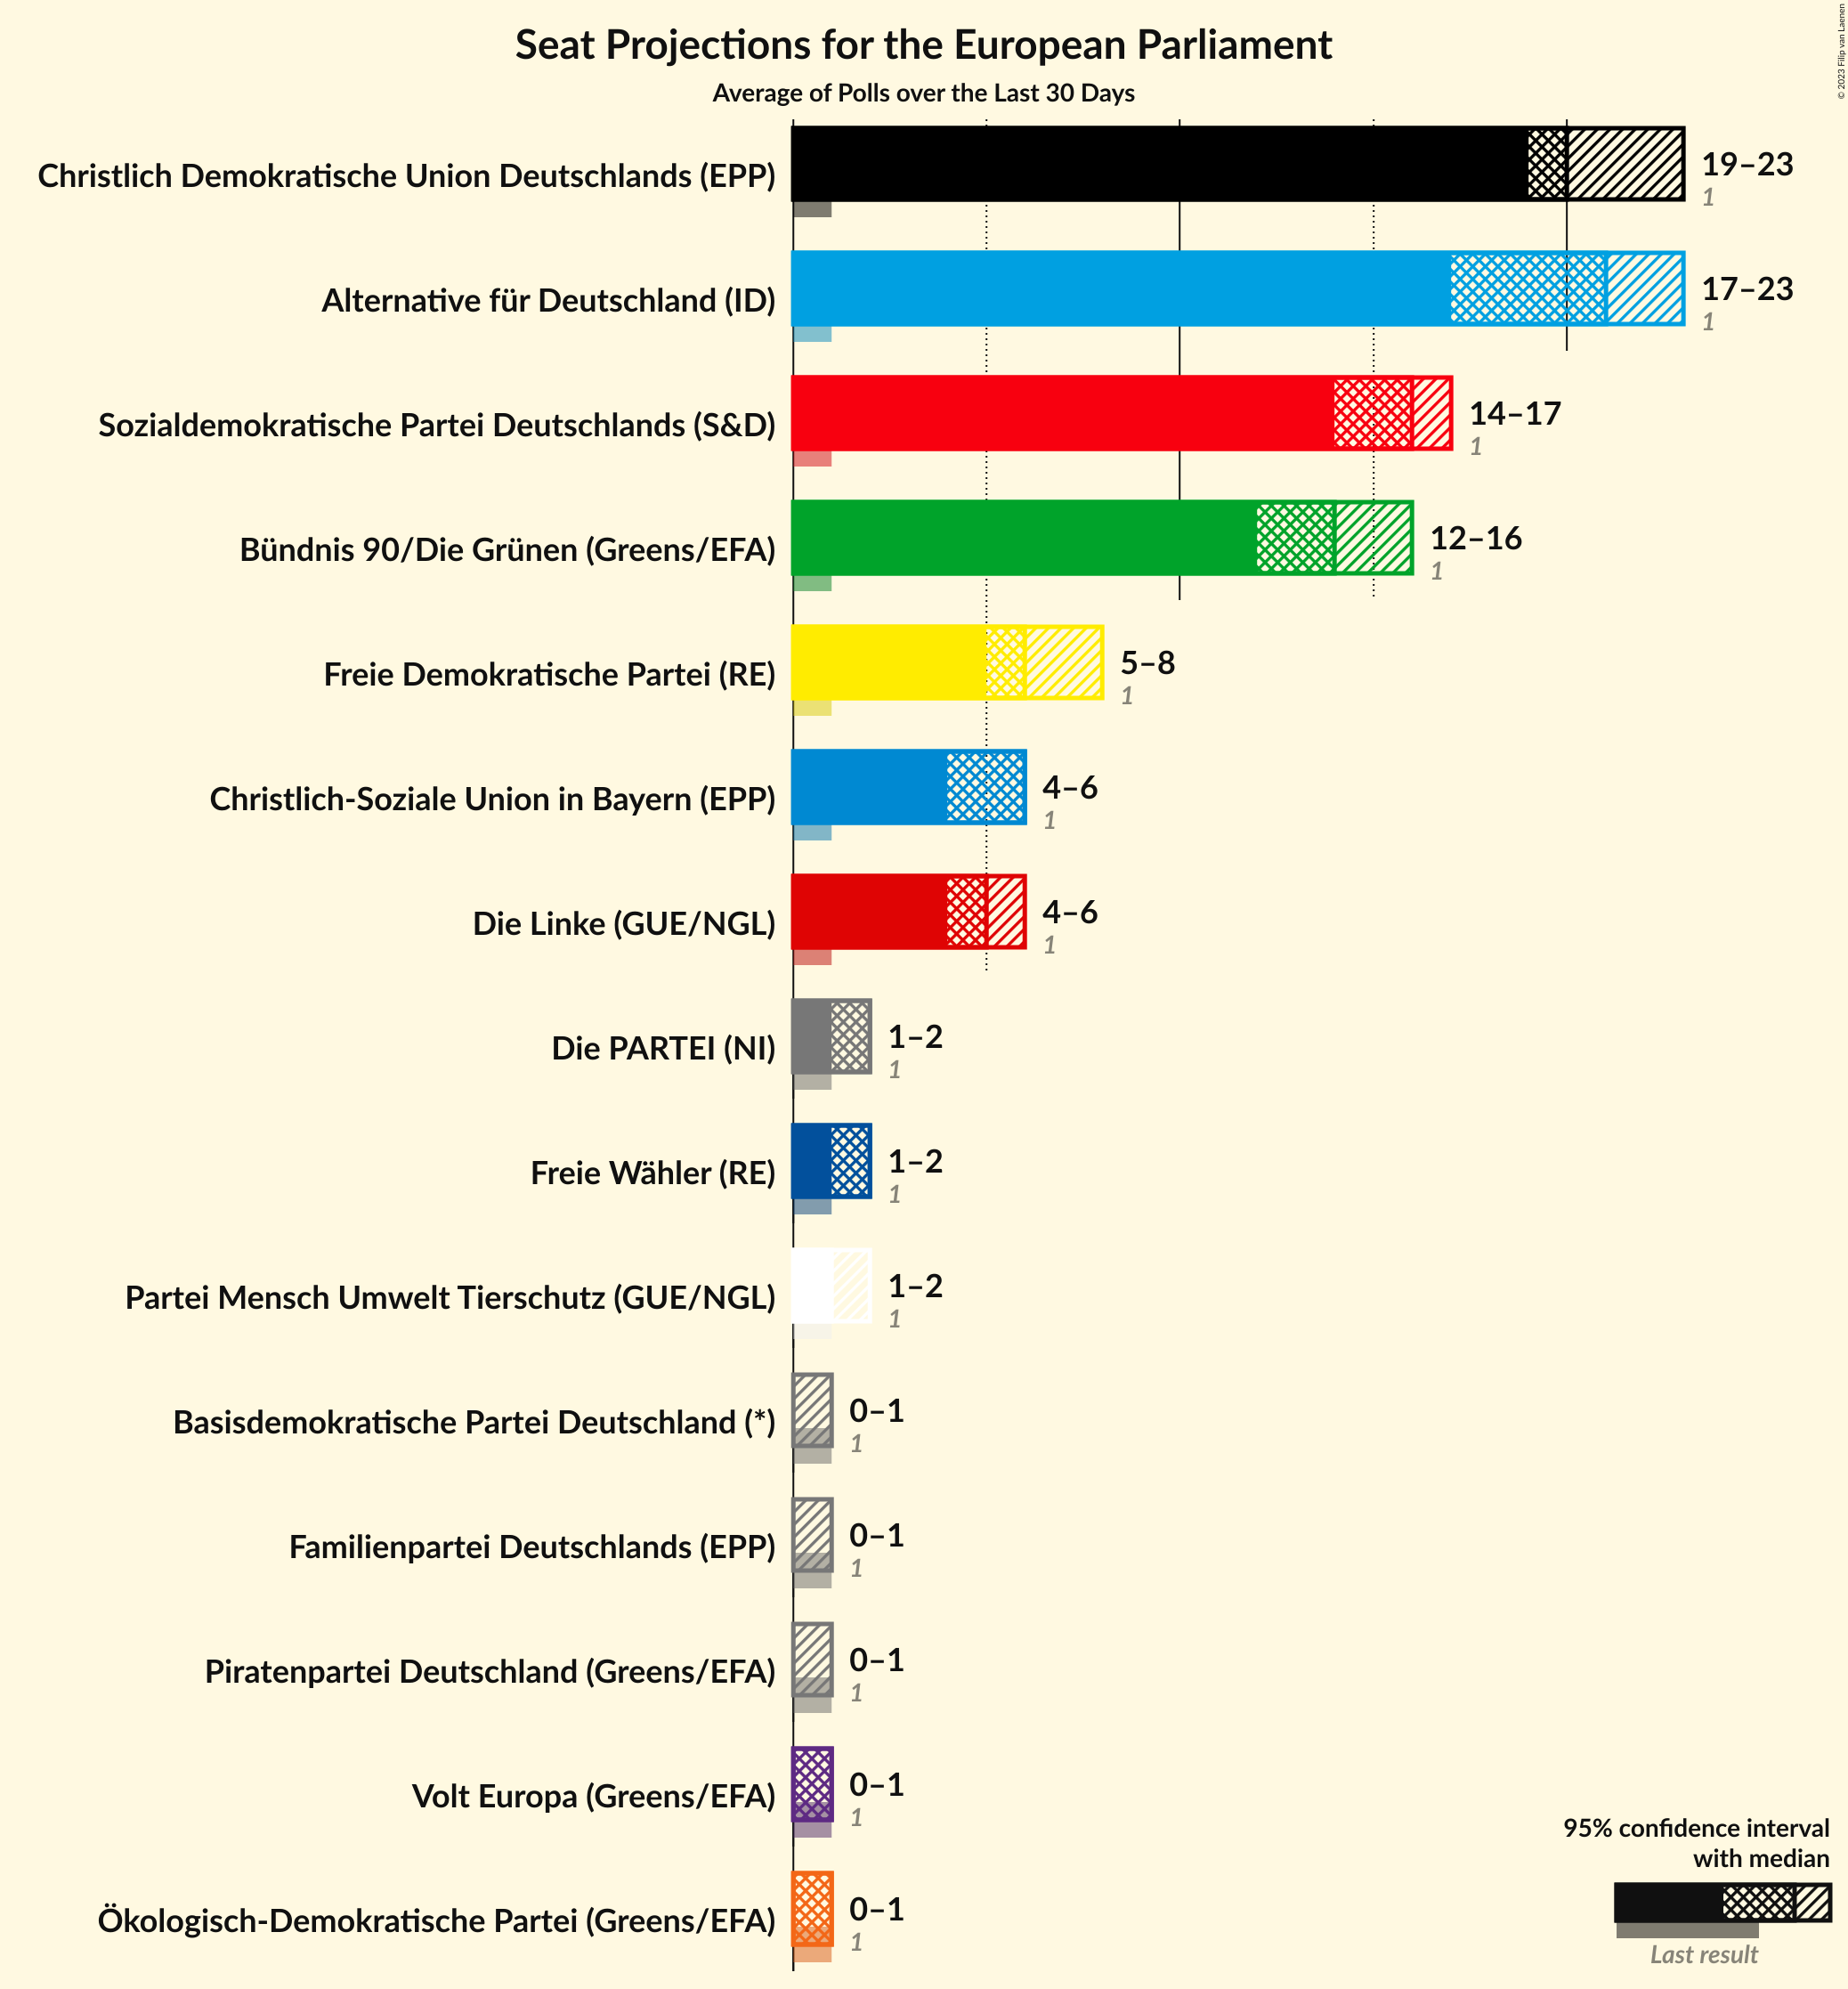 © 2023 Filip van Laenen
Seat Projections for the European Parliament
Average of Polls over the Last 30 Days
Christlich Demokratische Union Deutschlands (EPP)
19–23
1
Alternative für Deutschland (ID)
17–23
1
Sozialdemokratische Partei Deutschlands (S&D)
14–17
1
Bündnis 90/Die Grünen (Greens/EFA)
12–16
1
Freie Demokratische Partei (RE)
5–8
1
Christlich-Soziale Union in Bayern (EPP)
4–6
1
Die Linke (GUE/NGL)
4–6
1
Die PARTEI (NI)
1–2
1
Freie Wähler (RE)
1–2
1
Partei Mensch Umwelt Tierschutz (GUE/NGL)
1–2
1
Basisdemokratische Partei Deutschland (*)
0–1
1
Familienpartei Deutschlands (EPP)
0–1
1
Piratenpartei Deutschland (Greens/EFA)
0–1
1
Volt Europa (Greens/EFA)
0–1
1
Ökologisch-Demokratische Partei (Greens/EFA)
0–1
1
95% confidence interval
with median
Last result